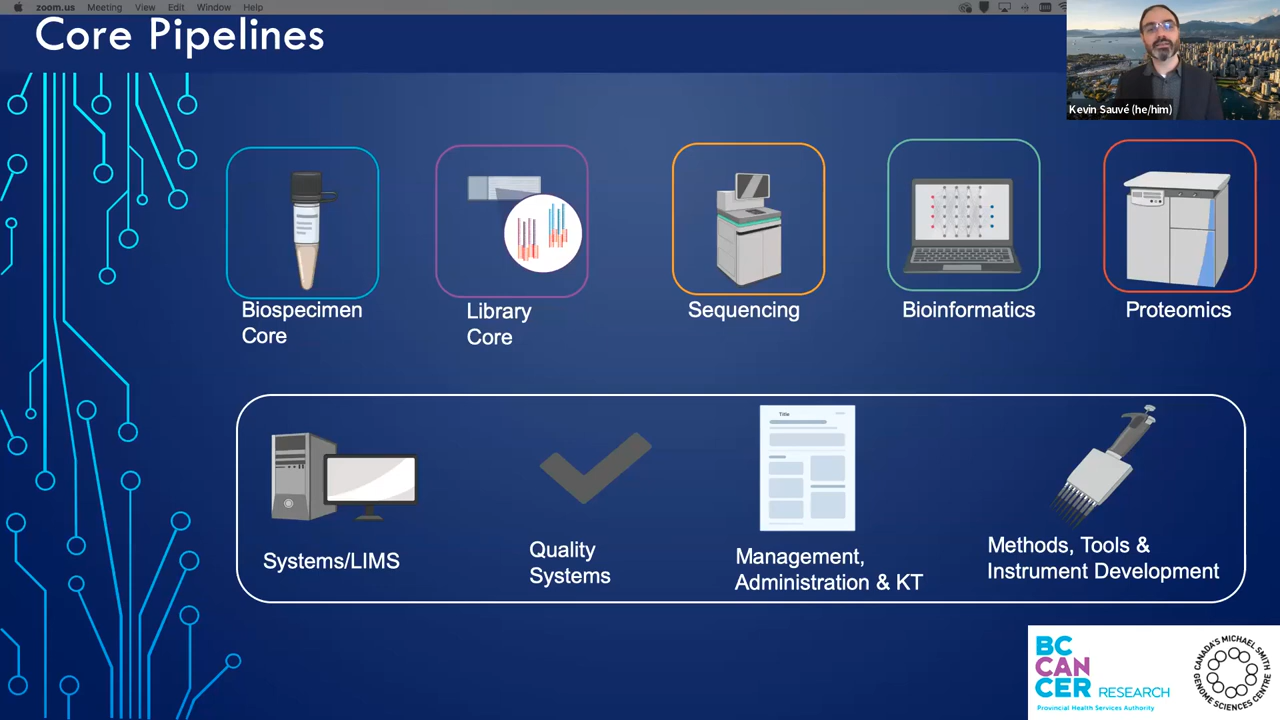 zoom.us Meeting View Edit Window Help
Core Pipelines
Kevin Sauvé (he/him)
Biospecimen
Core
Library
Core
Sequencing
Bioinformatics
Proteomics
Title
Systems/LIMS
Quality
Systems
Management,
Administration & KT
Methods, Tools &
Instrument Development
BC
CAN
CER RESEARCH
Provincial Health Services Authority
CANADA'S MICHAEL SMITH
GENOME SCIENCES CENTRE